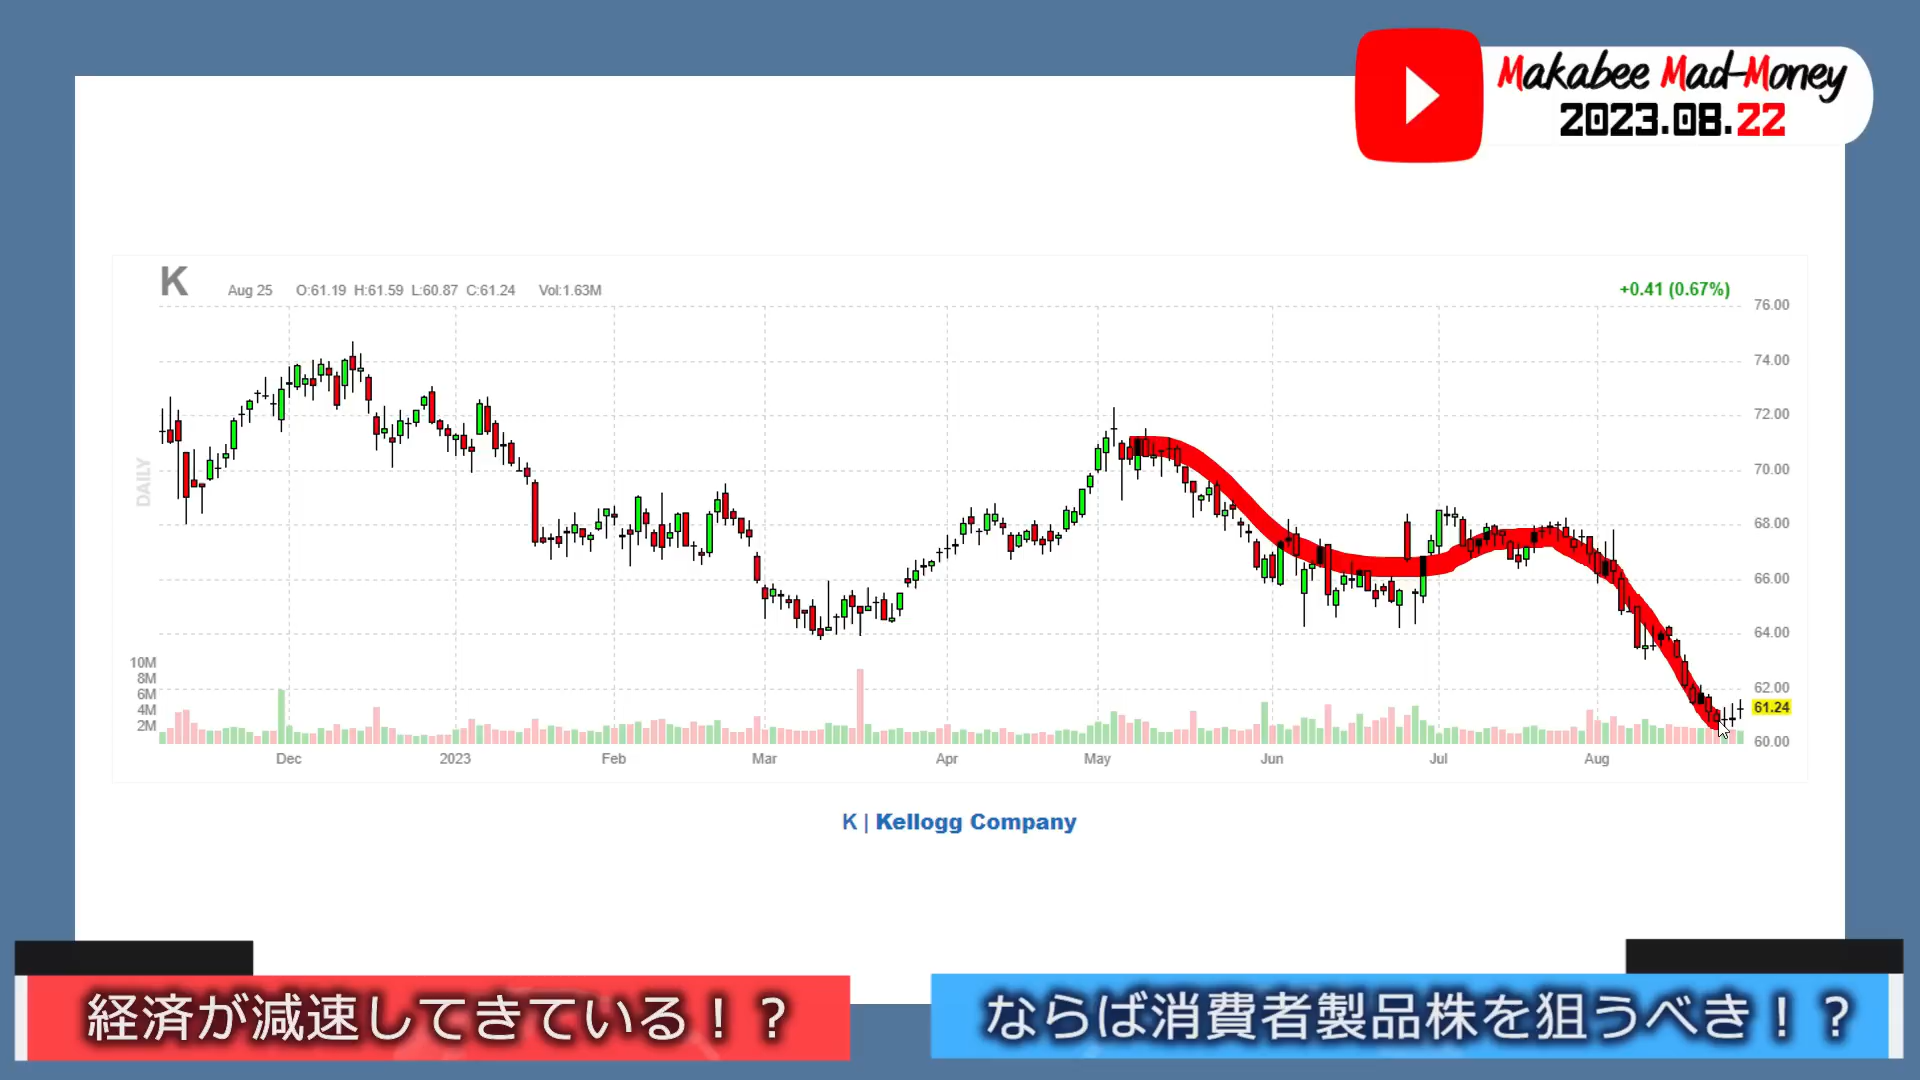 Makabee Mad-Money
2023.08.22
K Aug 25 O:61.19 H:61.59 L:60.87 C:61.24 Vol:1.63M +0.41 (0.67%)
76.00
74.00
72.00
70.00
68.00
66.00
64.00
62.00
61.24
60.00
DAILY
10M
8M
6M
4M
2M
Dec 2023 Feb Mar Apr May Jun Jul Aug
K | Kellogg Company
経済が減速してきている！？
ならば消費者製品株を狙うべき！？